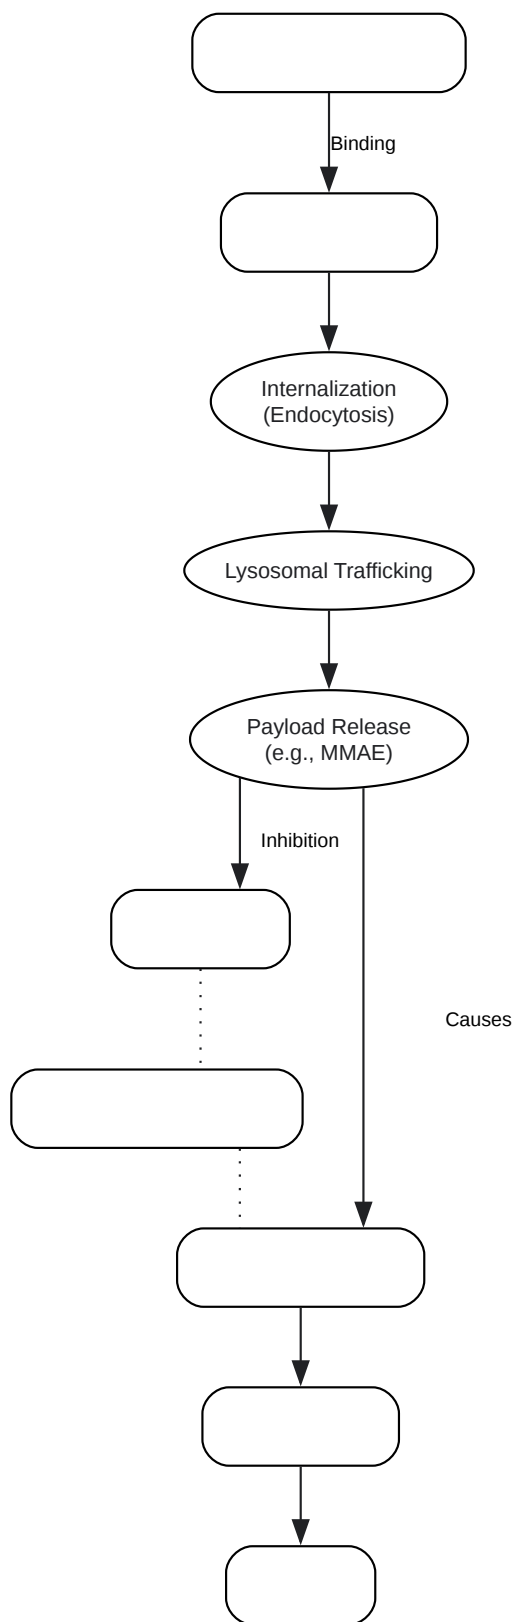 Binding
Internalization
(Endocytosis)
Lysosomal Trafficking
Payload Release
(e.g., MMAE)
Inhibition
Causes